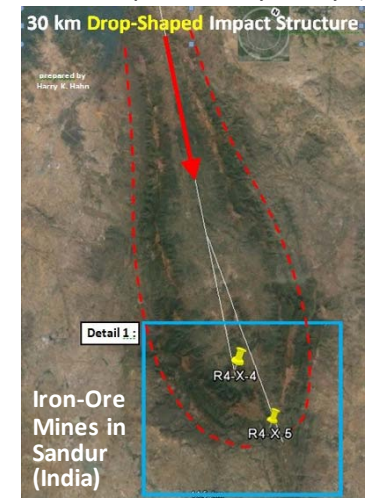 30 km Drop-Shaped Impact Structure
prepared by
Harry K. Hahn
Detail 1 :
R4-X-4
R4-X-5
Iron-Ore
Mines in
Sandur
(India)